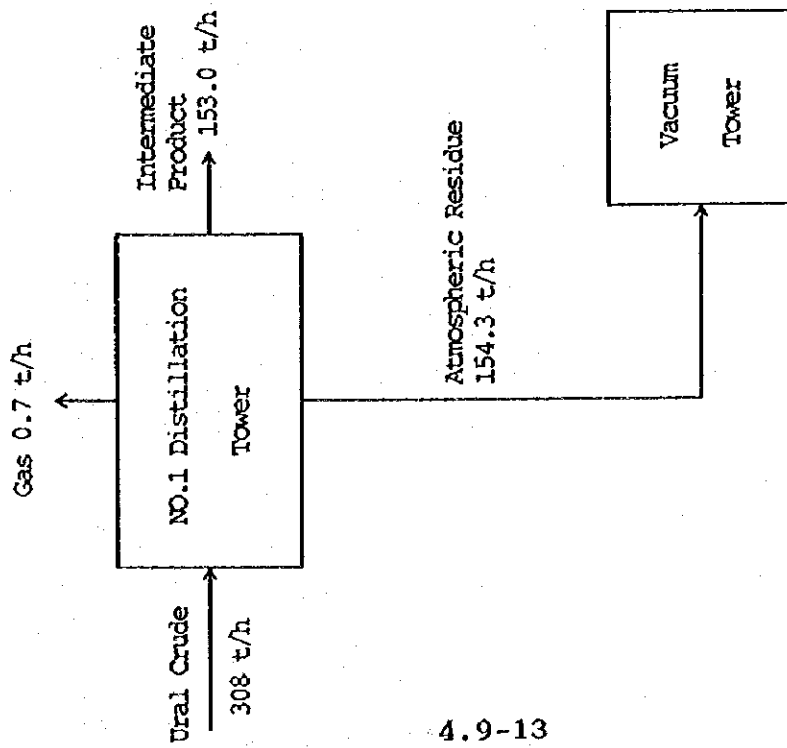 Gas 0.7 t/h
Ural Crude
308 t/h
NO.1 Distillation
Tower
Intermediate
Product
153.0 t/h
Atmospheric Residue
154.3 t/h
Vacuum
Tower
4.9-13